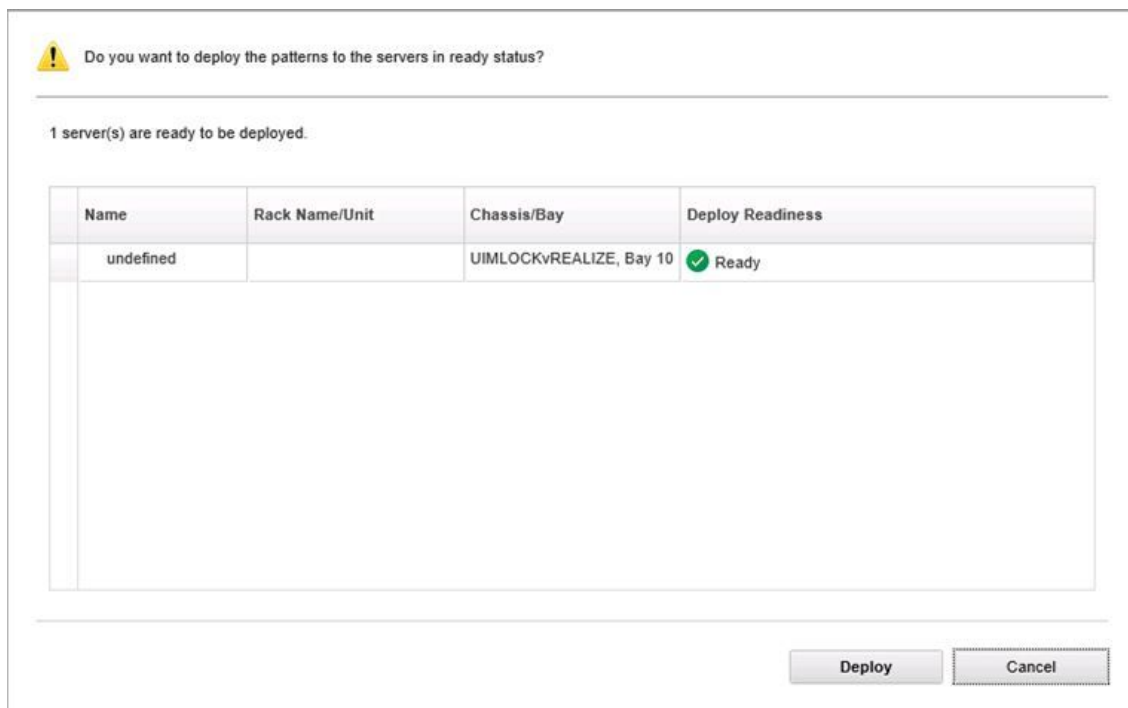 Do you want to deploy the patterns to the servers in ready status?
1 server(s) are ready to be deployed.
Name Rack Name/Unit Chassis/Bay Deploy Readiness
undefined UIMLOCKvREALIZE, Bay 10 Ready
Deploy Cancel